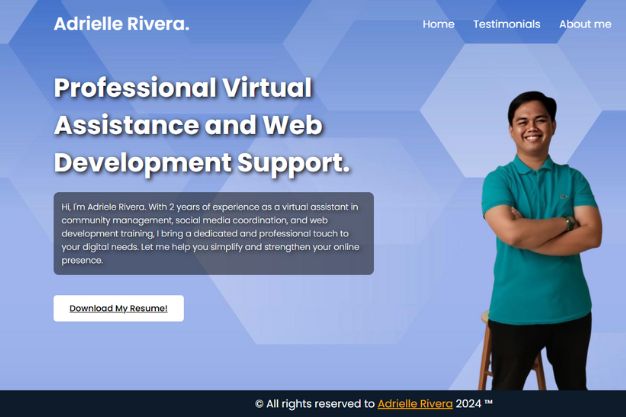 Adrielle Rivera.
Home Testimonials About me
Professional Virtual
Assistance and Web
Development Support.
Hi, I'm Adriele Rivera. With 2 years of experience as a virtual assistant in
community management, social media coordination, and web
development training, I bring a dedicated and professional touch to
your digital needs. Let me help you simplify and strengthen your online
presence.
Download My Resume!
© All rights reserved to Adrielle Rivera 2024 ™